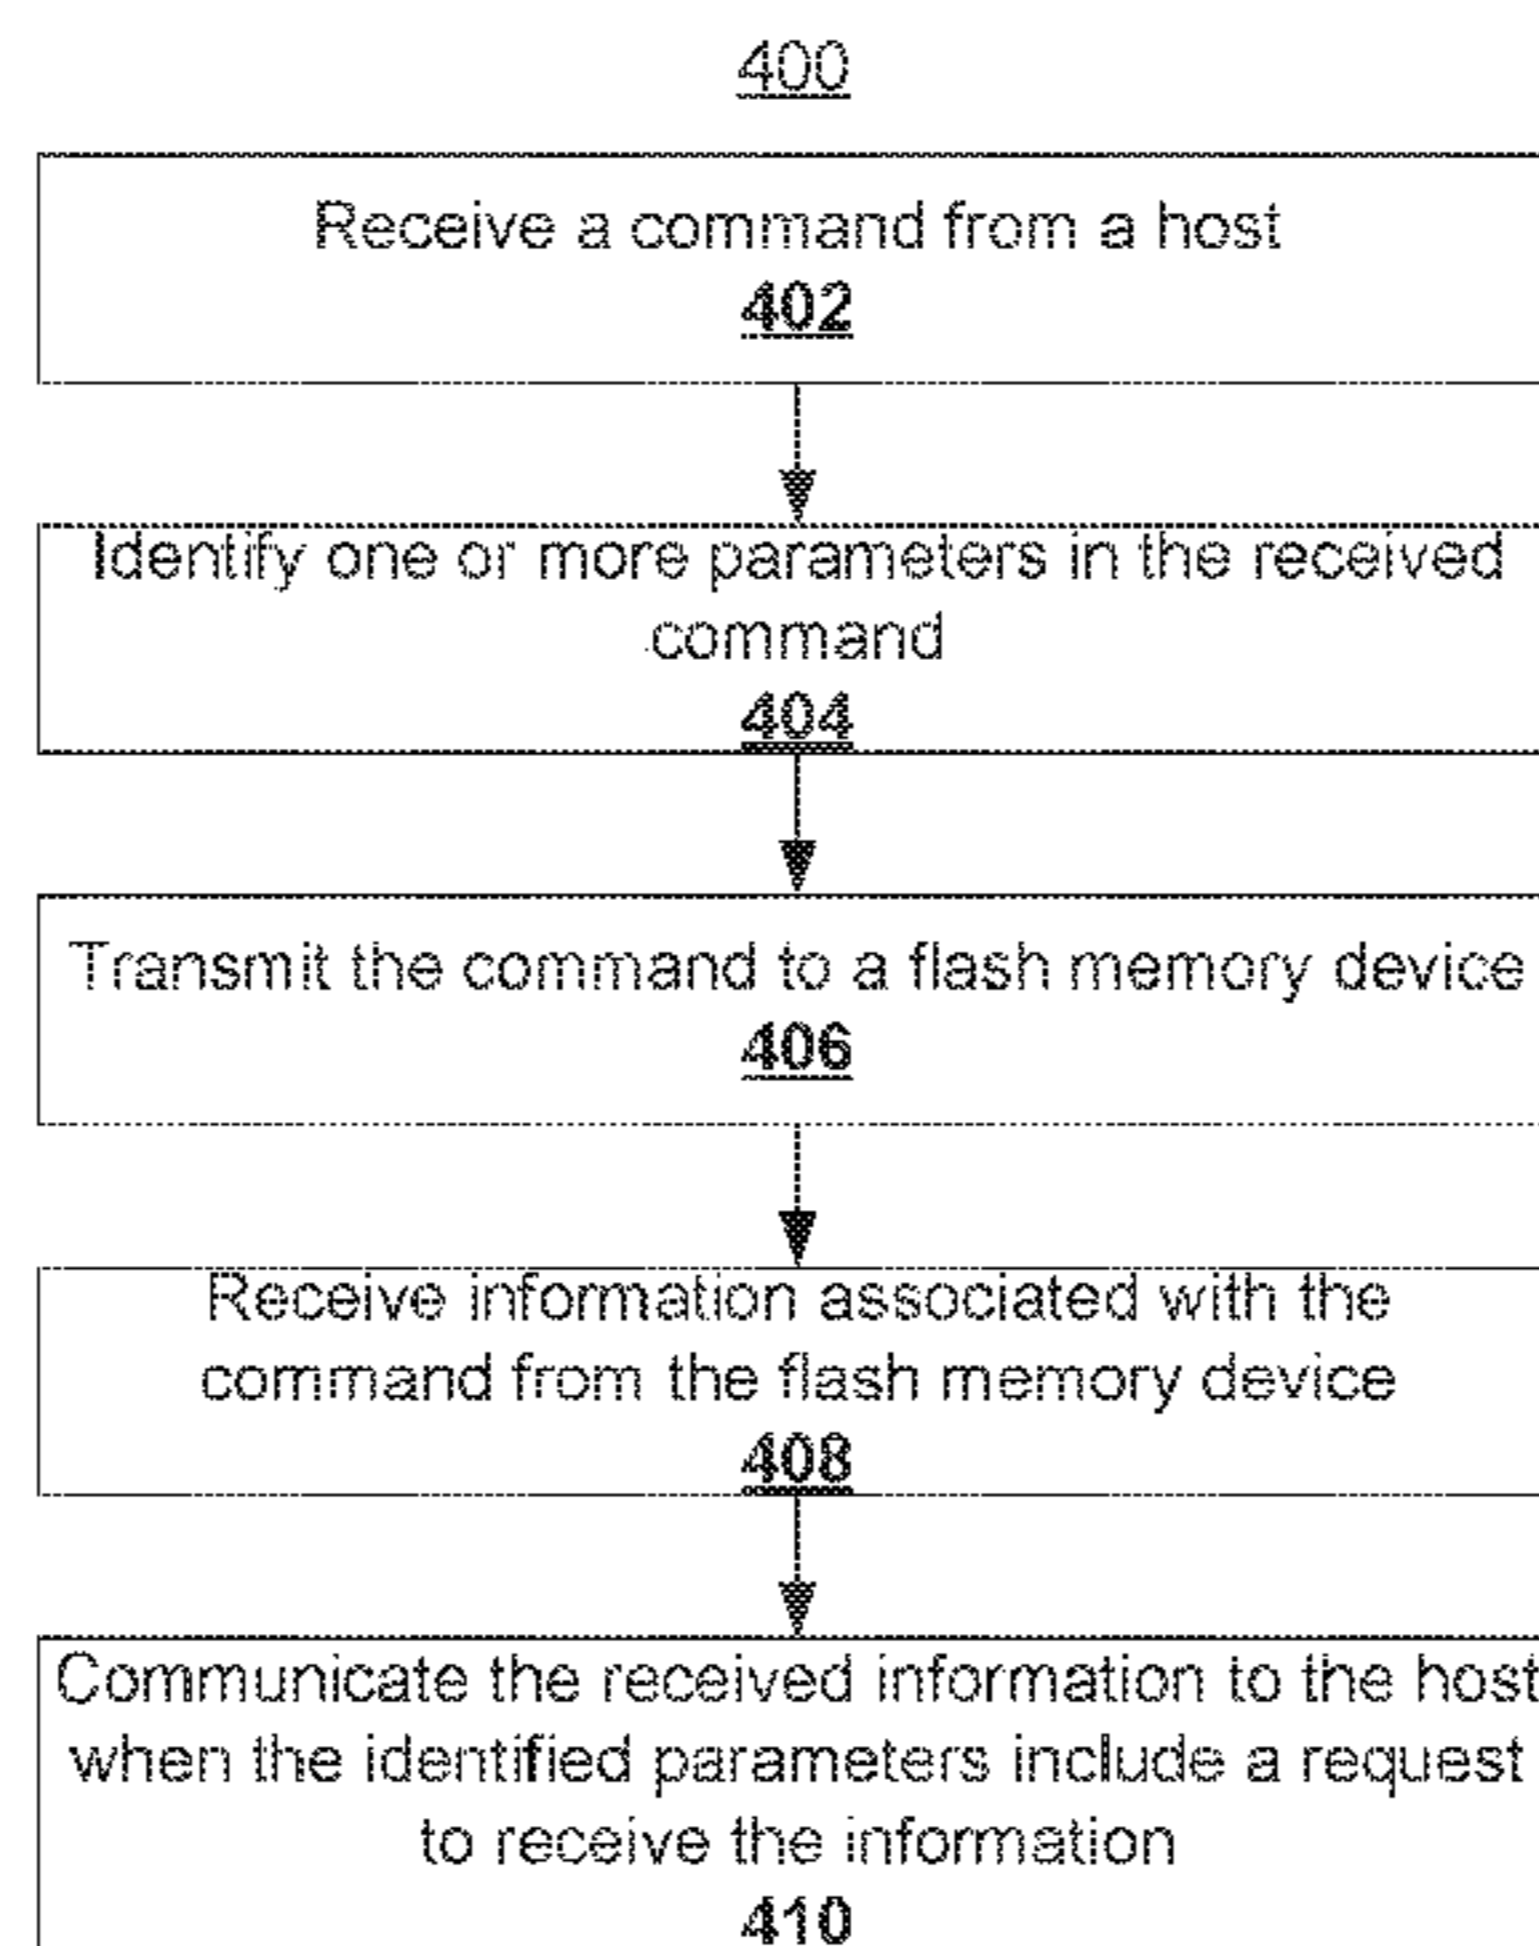 400
Receive a command from a host
402
Identify one or more parameters in the received
command
404
Transmit the command to a flash memory device
406
Receive information associated with the
command from the flash memory device
408
Communicate the received information to the host
when the identified parameters include a request
to receive the information
410